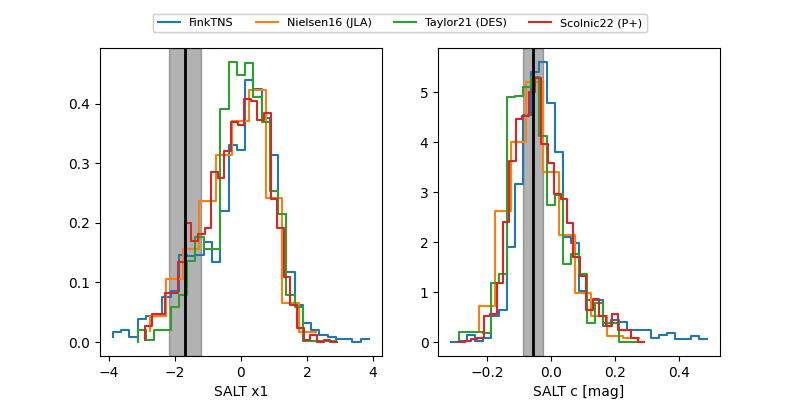 FinkTNS Nielsen16 (JLA) Taylor21 (DES) Scolnic22 (P+)
0.4
0.3
0.2
0.1
0.0
−4 −2 0 2 4
SALT x1
5
4
3
2
1
0
−0.2 0.0 0.2 0.4
SALT c [mag]